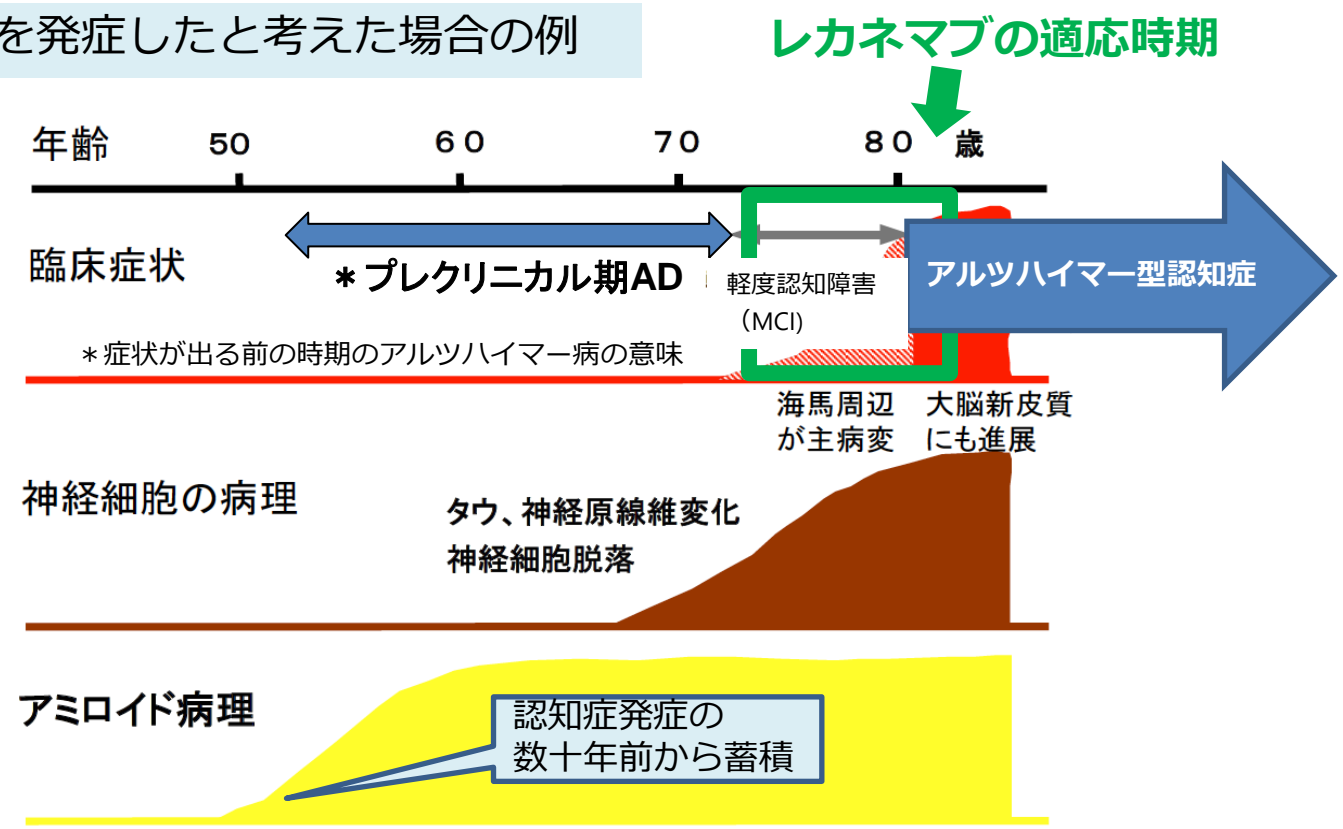 を発症したと考えた場合の例
レカネマブの適応時期
年齢 50 60 70 80 歳
臨床症状
＊プレクリニカル期AD
軽度認知障害
（MCI)
アルツハイマー型認知症
＊症状が出る前の時期のアルツハイマー病の意味
海馬周辺
が主病変
大脳新皮質
にも進展
神経細胞の病理
タウ、神経原線維変化
神経細胞脱落
アミロイド病理
認知症発症の
数十年前から蓄積